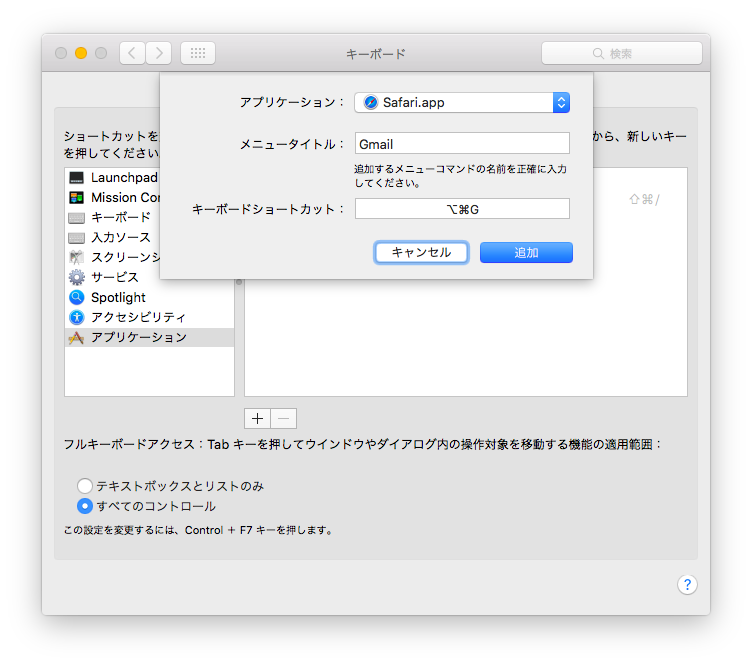 キーボード
検索
アプリケーション：
Safari.app
メニュータイトル：
Gmail
追加するメニューコマンドの名前を正確に入力
してください。
キーボードショートカット：
⌥⌘G
キャンセル
追加
ショートカットを
から、新しいキー
を押してください
Launchpad
Mission Co
キーボード
入力ソース
スクリーンシ
サービス
Spotlight
アクセシビリティ
アプリケーション
⇧⌘/
+
−
フルキーボードアクセス：Tab キーを押してウインドウやダイアログ内の操作対象を移動する機能の適用範囲：
テキストボックスとリストのみ
すべてのコントロール
この設定を変更するには、Control ＋ F7 キーを押します。
?